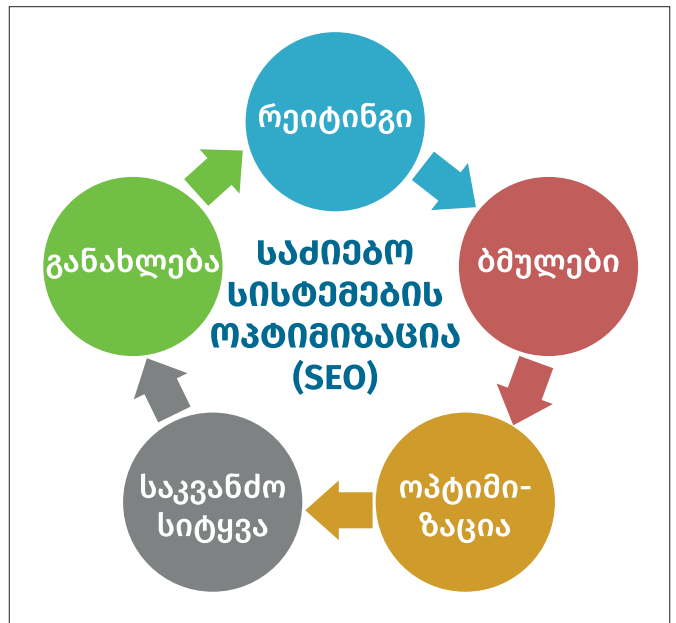 რეიტინგი
ბმულები
ოპტიმი-
ზაცია
საკვანძო
სიტყვა
განახლება
საძიებო
სისტემების
ოპტიმიზაცია
(SEO)